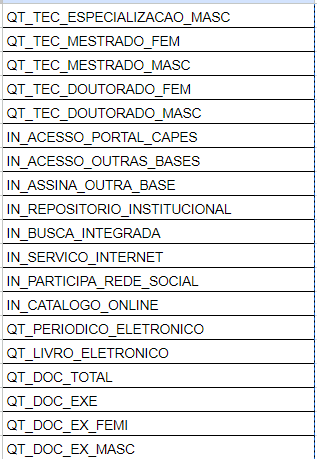 QT_TEC_ESPECIALIZACAO_MASC
QT_TEC_MESTRADO_FEM
QT_TEC_MESTRADO_MASC
QT_TEC_DOUTORADO_FEM
QT_TEC_DOUTORADO_MASC
IN_ACESSO_PORTAL_CAPES
IN_ACESSO_OUTRAS_BASES
IN_ASSINA_OUTRA_BASE
IN_REPOSITORIO_INSTITUCIONAL
IN_BUSCA_INTEGRADA
IN_SERVICO_INTERNET
IN_PARTICIPA_REDE_SOCIAL
IN_CATALOGO_ONLINE
QT_PERIODICO_ELETRONICO
QT_LIVRO_ELETRONICO
QT_DOC_TOTAL
QT_DOC_EXE
QT_DOC_EX_FEMI
QT_DOC_EX_MASC